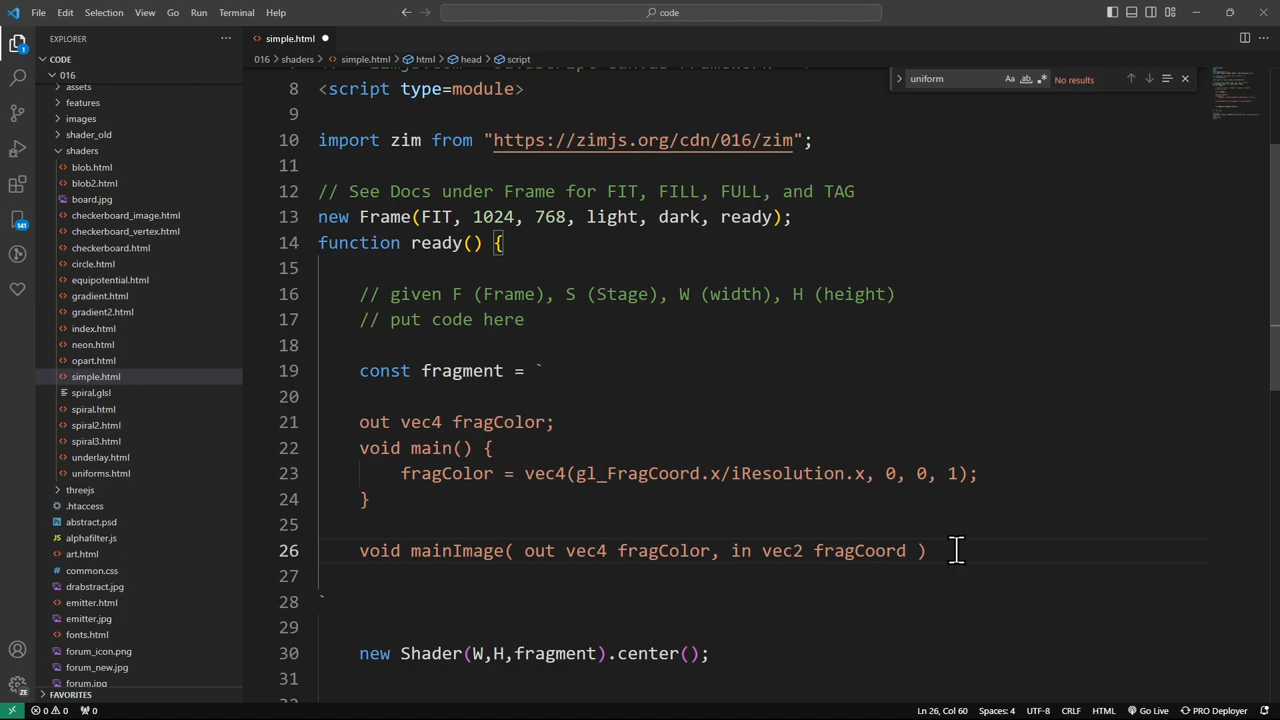 File Edit Selection View Go Run Terminal Help
code
EXPLORER
simple.html
CODE
016 shaders simple.html html head script
016
assets
features
images
shader_old
shaders
blob.html
blob2.html
board.jpg
checkerboard_image.html
checkerboard_vertex.html
checkerboard.html
circle.html
equipotential.html
gradient.html
gradient2.html
index.html
neon.html
opart.html
simple.html
spiral.glsl
spiral.html
spiral2.html
spiral3.html
underlay.html
uniforms.html
threejs
.htaccess
abstract.psd
alphafilter.js
art.html
common.css
drabstract.jpg
emitter.html
emitter.jpg
fonts.html
forum_icon.png
forum_new.jpg
forum.jpg
FAVORITES
1
141
ZE
uniform Aa ab No results
8 <script type=module>
9
10 import zim from "https://zimjs.org/cdn/016/zim";
11
12 // See Docs under Frame for FIT, FILL, FULL, and TAG
13 new Frame(FIT, 1024, 768, light, dark, ready);
14 function ready() {
15
16 // given F (Frame), S (Stage), W (width), H (height)
17 // put code here
18
19 const fragment = `
20
21 out vec4 fragColor;
22 void main() {
23 fragColor = vec4(gl_FragCoord.x/iResolution.x, 0, 0, 1);
24 }
25
26 void mainImage( out vec4 fragColor, in vec2 fragCoord )
27
28 `
29
30 new Shader(W,H,fragment).center();
31
0 0 0 Ln 26, Col 60 Spaces: 4 UTF-8 CRLF HTML Go Live PRO Deployer